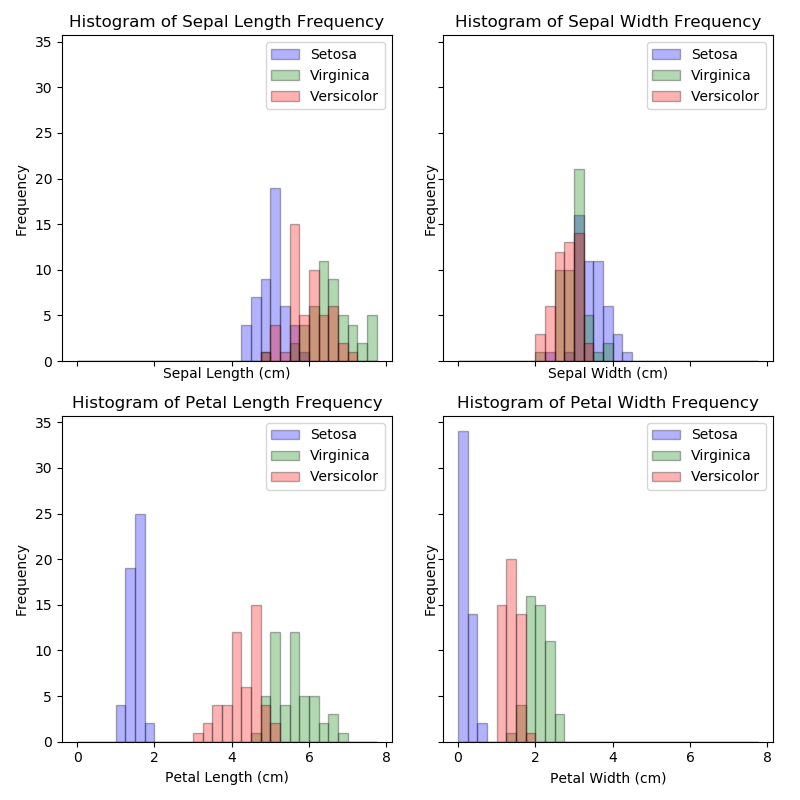 Histogram of Sepal Length Frequency
35
30
25
20
15
10
5
0
Frequency
Setosa
Virginica
Versicolor
Sepal Length (cm)
Histogram of Sepal Width Frequency
Frequency
Setosa
Virginica
Versicolor
Sepal Width (cm)
Histogram of Petal Length Frequency
35
30
25
20
15
10
5
0
Frequency
Setosa
Virginica
Versicolor
0 2 4 6 8
Petal Length (cm)
Histogram of Petal Width Frequency
Frequency
Setosa
Virginica
Versicolor
0 2 4 6 8
Petal Width (cm)